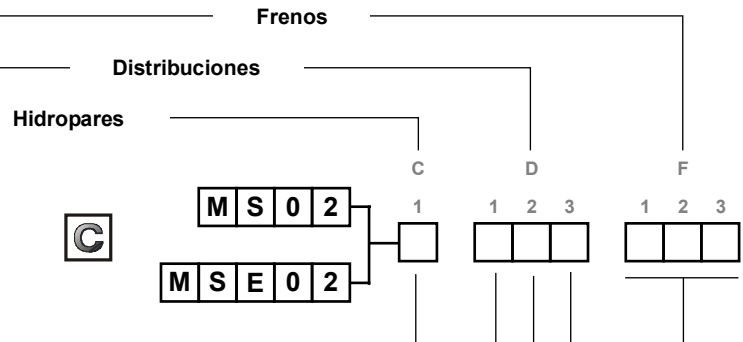 Frenos
Distribuciones
Hidropares
C D F
M S 0 2 1 1 2 3 1 2 3
C
M S E 0 2